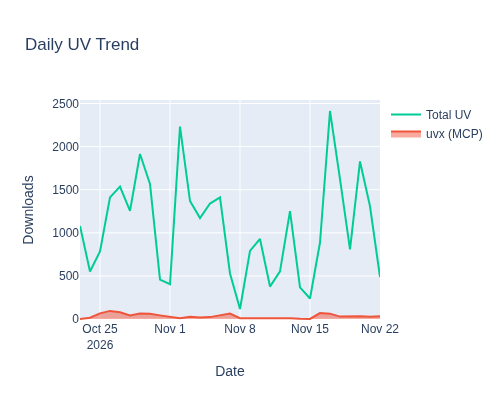 Daily UV Trend
Total UV
uvx (MCP)
2500
2000
1500
1000
500
0
Downloads
Oct 25
2026
Nov 1
Nov 8
Nov 15
Nov 22
Date